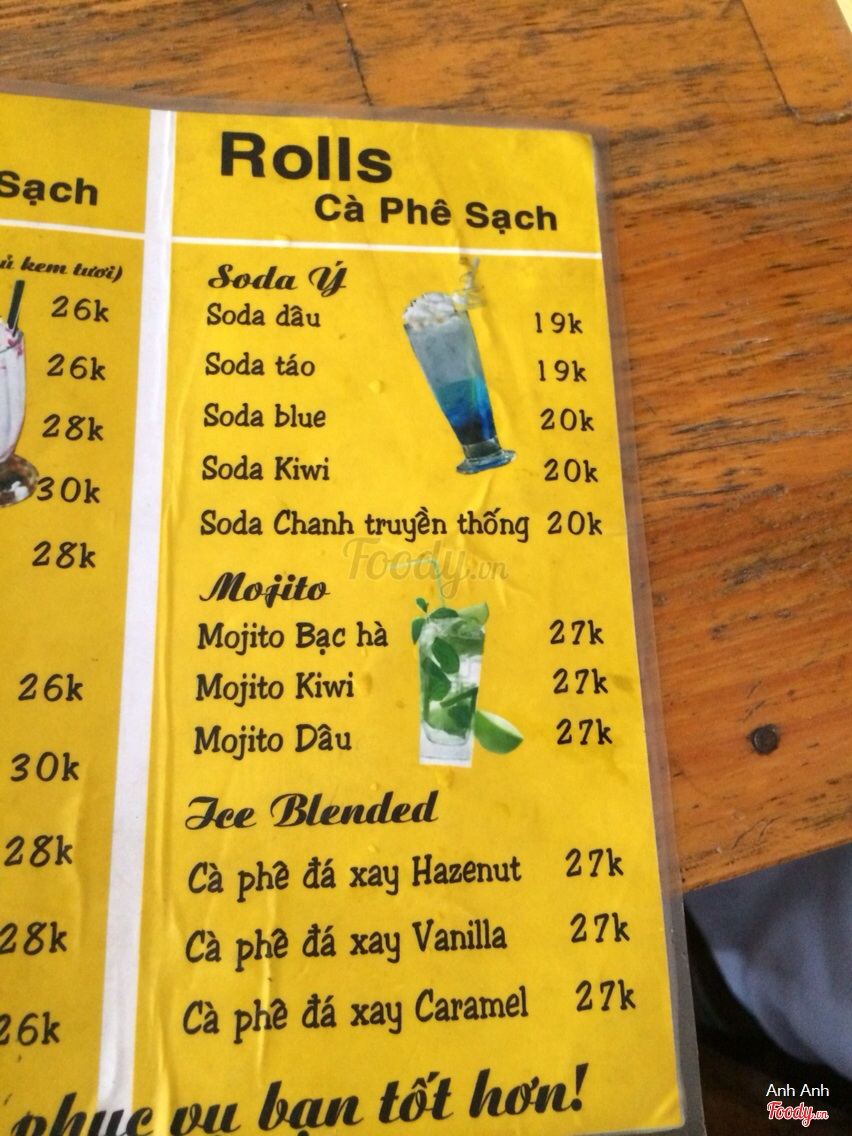 Sạch
kem tươi)
26k
26k
28k
30k
28k
26k
30k
28k
28k
26k
Rolls
Cà Phê Sạch
Soda Ý
Soda dâu 19k
Soda táo 19k
Soda blue 20k
Soda Kiwi 20k
Soda Chanh truyền thống 20k
Foody.vn
Mojito
Mojito Bạc hà 27k
Mojito Kiwi 27k
Mojito Dâu 27k
Ice Blended
Cà phê đá xay Hazenut 27k
Cà phê đá xay Vanilla 27k
Cà phê đá xay Caramel 27k
phục vụ bạn tốt hơn!
Anh Anh
Foody.vn